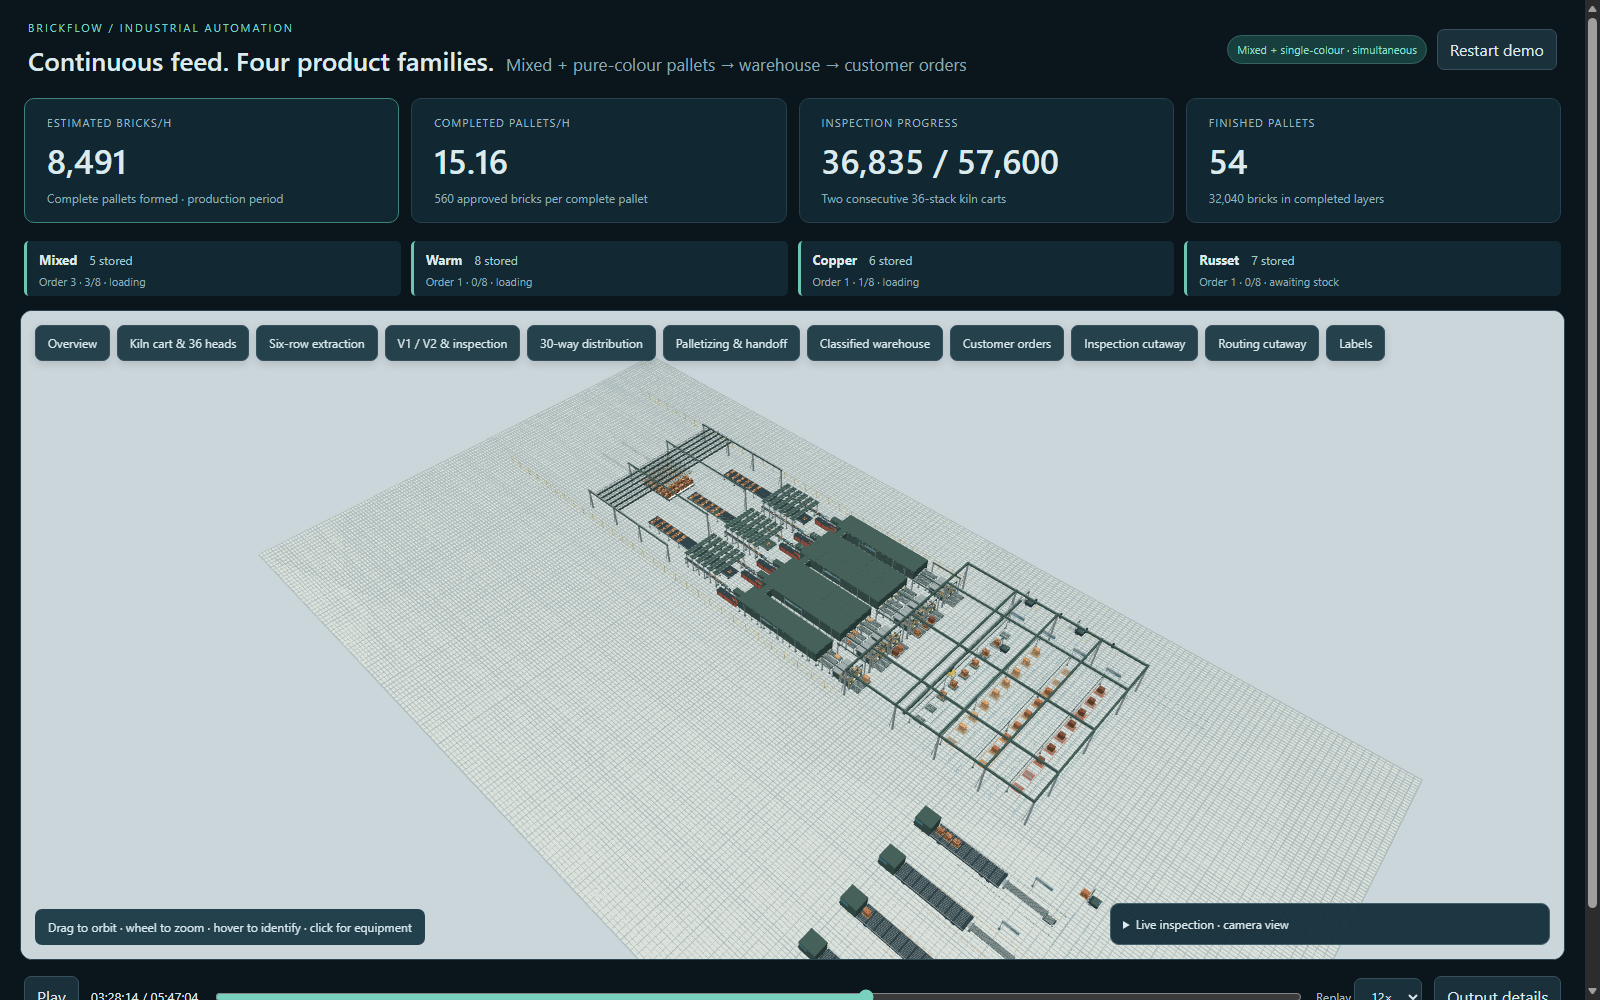 BRICKFLOW / INDUSTRIAL AUTOMATION
Continuous feed. Four product families. Mixed + pure-colour pallets → warehouse → customer orders
Mixed + single-colour · simultaneous
Restart demo
ESTIMATED BRICKS/H
8,491
Complete pallets formed · production period
COMPLETED PALLETS/H
15.16
560 approved bricks per complete pallet
INSPECTION PROGRESS
36,835 / 57,600
Two consecutive 36-stack kiln carts
FINISHED PALLETS
54
32,040 bricks in completed layers
Mixed 5 stored
Order 3 · 3/8 · loading
Warm 8 stored
Order 1 · 0/8 · loading
Copper 6 stored
Order 1 · 1/8 · loading
Russet 7 stored
Order 1 · 0/8 · awaiting stock
Overview
Kiln cart & 36 heads
Six-row extraction
V1 / V2 & inspection
30-way distribution
Palletizing & handoff
Classified warehouse
Customer orders
Inspection cutaway
Routing cutaway
Labels
Drag to orbit · wheel to zoom · hover to identify · click for equipment
▶ Live inspection · camera view
Play
03:28:14 / 05:47:04
Replay
12×
Output details